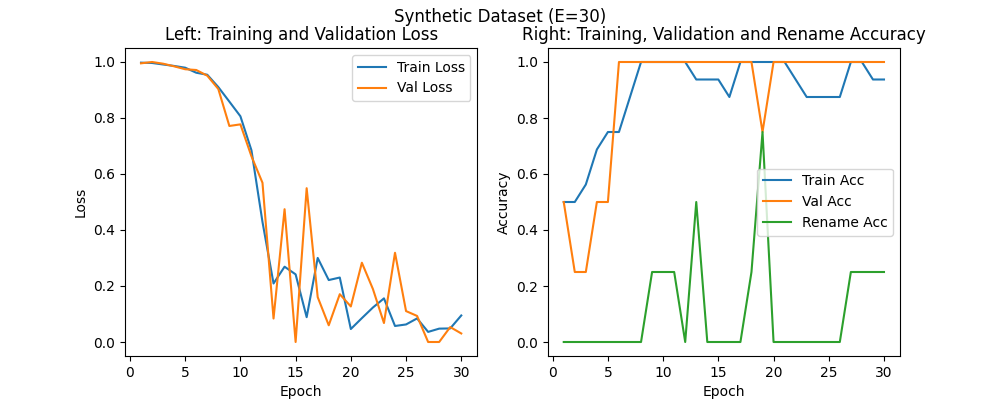 Synthetic Dataset (E=30)
Left: Training and Validation Loss
1.0
0.8
0.6
0.4
0.2
0.0
Loss
0
5
10
15
20
25
30
Epoch
Train Loss
Val Loss
Right: Training, Validation and Rename Accuracy
1.0
0.8
0.6
0.4
0.2
0.0
Accuracy
0
5
10
15
20
25
30
Epoch
Train Acc
Val Acc
Rename Acc